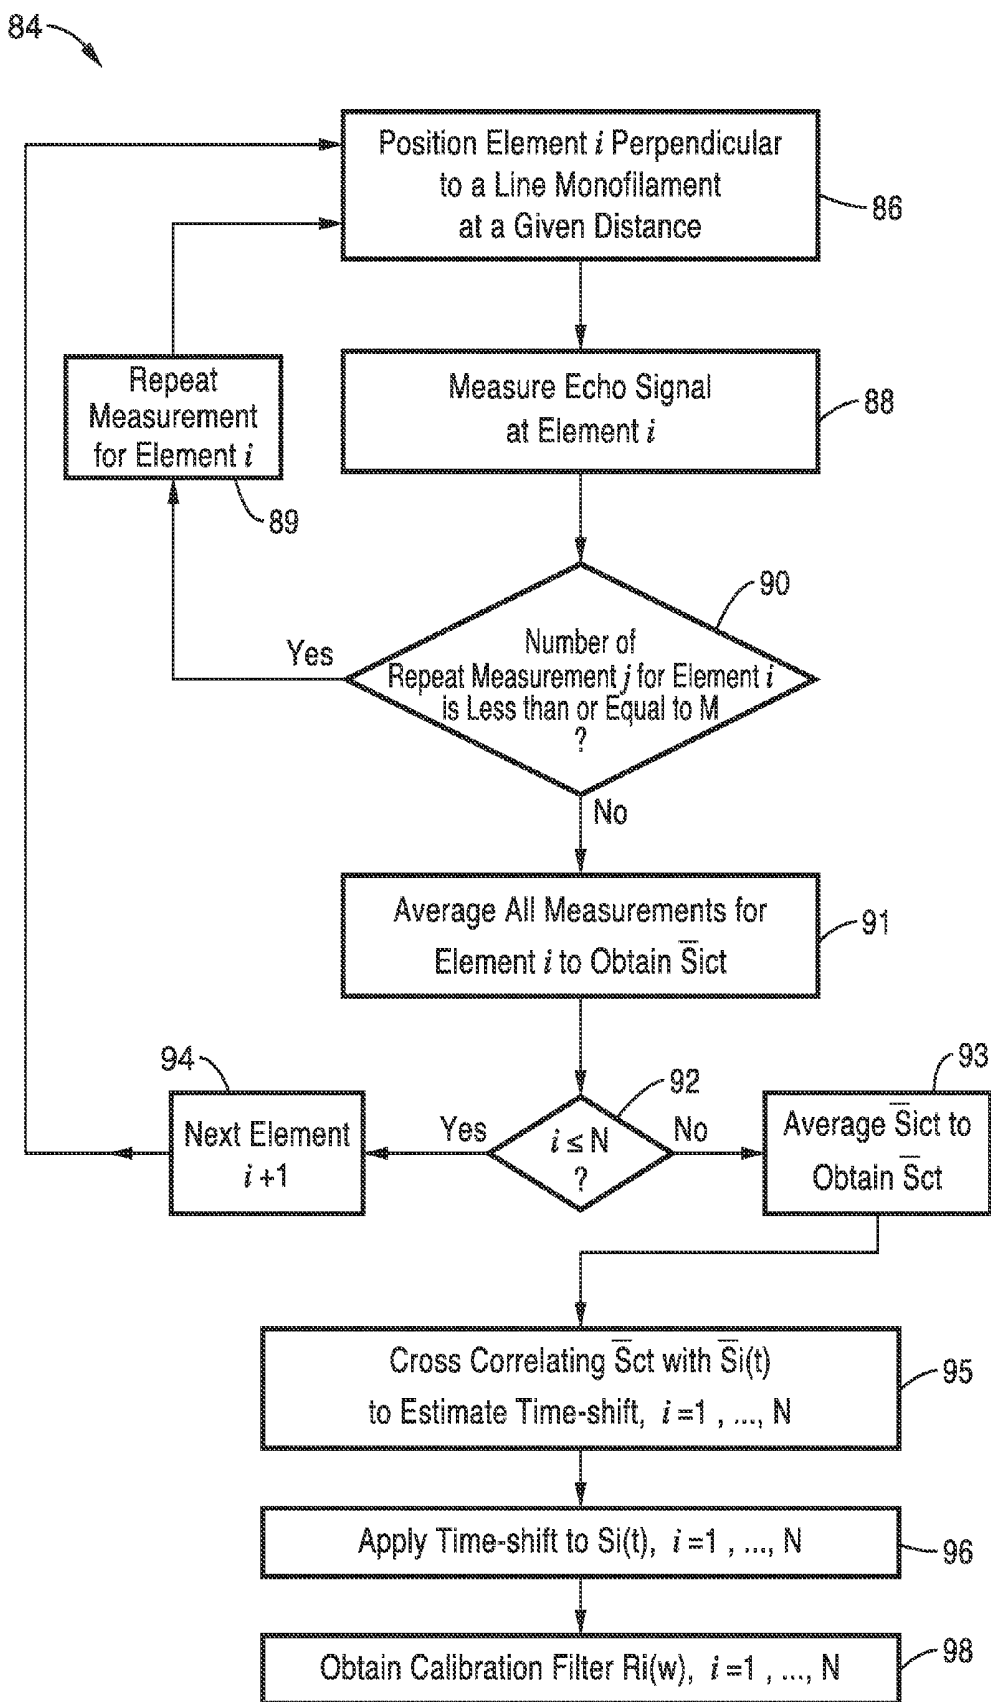 84
Position Element i Perpendicular
to a Line Monofilament
at a Given Distance
86
Repeat
Measurement
for Element i
89
Measure Echo Signal
at Element i
88
90
Number of
Repeat Measurement j for Element i
is Less than or Equal to M
?
Yes
No
Average All Measurements for
Element i to Obtain S̅ict
91
94
Next Element
i +1
Yes
92
i ≤ N
?
No
93
Average S̅ict to
Obtain S̅ct
Cross Correlating S̅ct with S̅i(t)
to Estimate Time-shift, i =1 , ..., N
95
Apply Time-shift to Si(t), i =1 , ..., N
96
Obtain Calibration Filter Ri(w), i =1 , ..., N
98